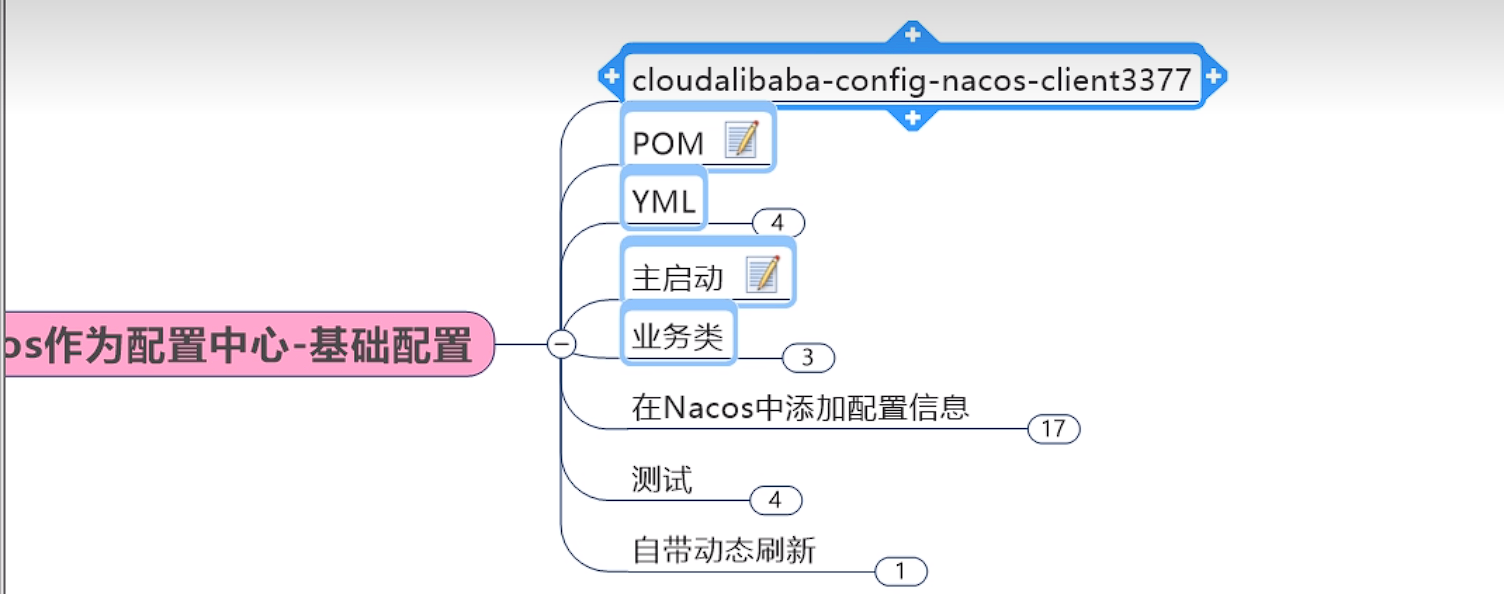 cloudalibaba-config-nacos-client3377
POM
YML
4
主启动
os作为配置中心-基础配置
业务类
3
在Nacos中添加配置信息
17
测试
4
自带动态刷新
1